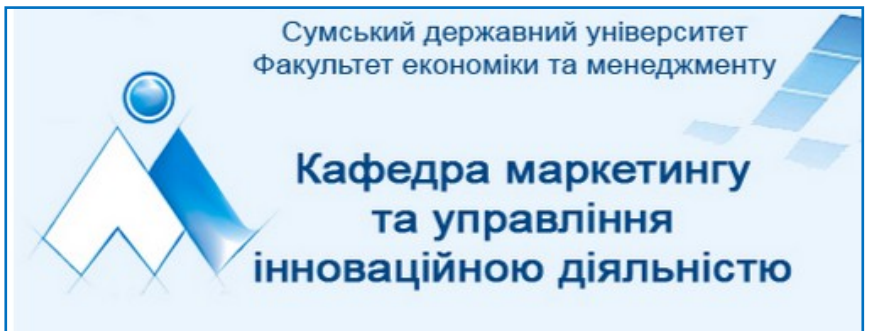 Сумський державний університет
Факультет економіки та менеджменту
Кафедра маркетингу
та управління
інноваційною діяльністю